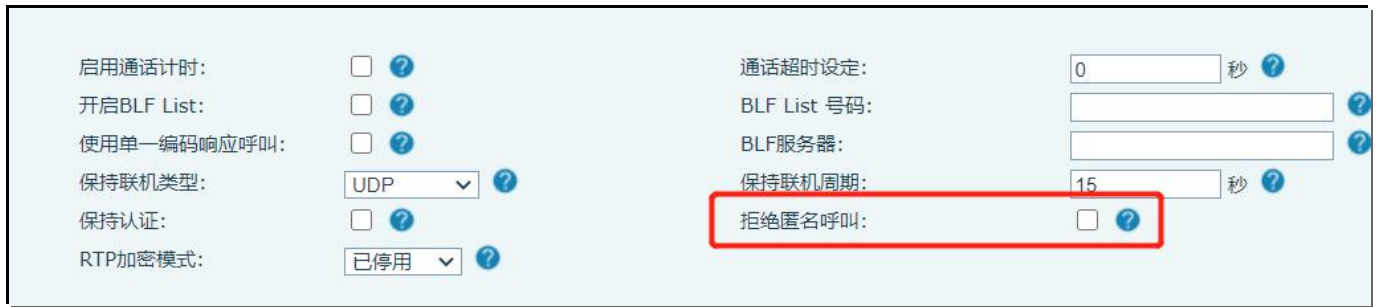 启用通话计时: ? 通话超时设定: 0 秒 ?
开启BLF List: ? BLF List 号码: ?
使用单一编码响应呼叫: ? BLF服务器: ?
保持联机类型: UDP ? 保持联机周期: 15 秒 ?
保持认证: ? 拒绝匿名呼叫: ?
RTP加密模式: 已停用 ?